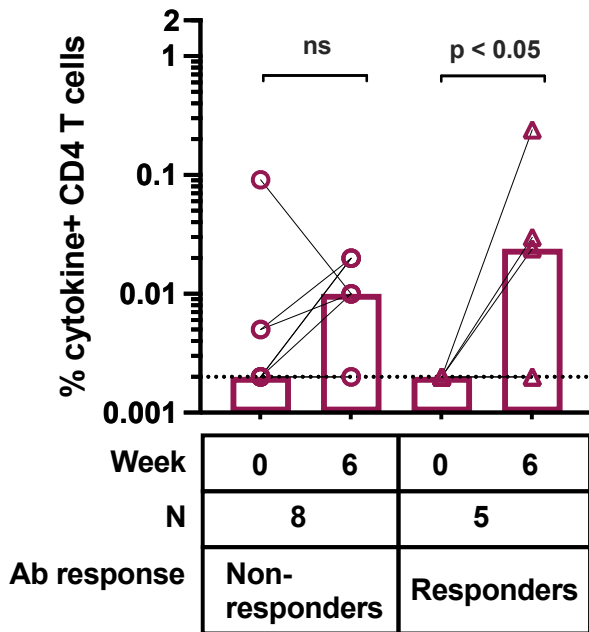 % cytokine+ CD4 T cells
2
1
0.1
0.01
0.001
ns
p < 0.05
Week 0 6 0 6
N 8 5
Ab response Non-
responders Responders